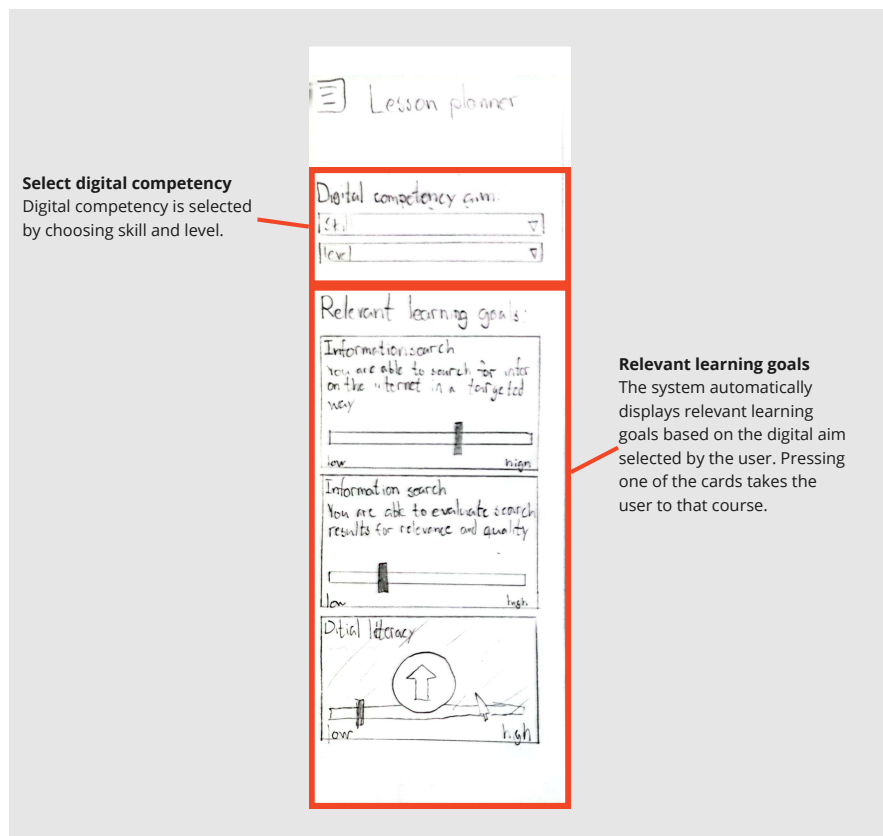 Lesson planner
Select digital competency
Digital competency is selected
by choosing skill and level.
Digital competency aim:
Skill
level
Relevant learning goals:
Information search
You are able to search for infor
on the internet in a targeted
way
low high
Information search
You are able to evaluate search
results for relevance and quality
low high
Ditial literacy
low high
Relevant learning goals
The system automatically
displays relevant learning
goals based on the digital aim
selected by the user. Pressing
one of the cards takes the
user to that course.